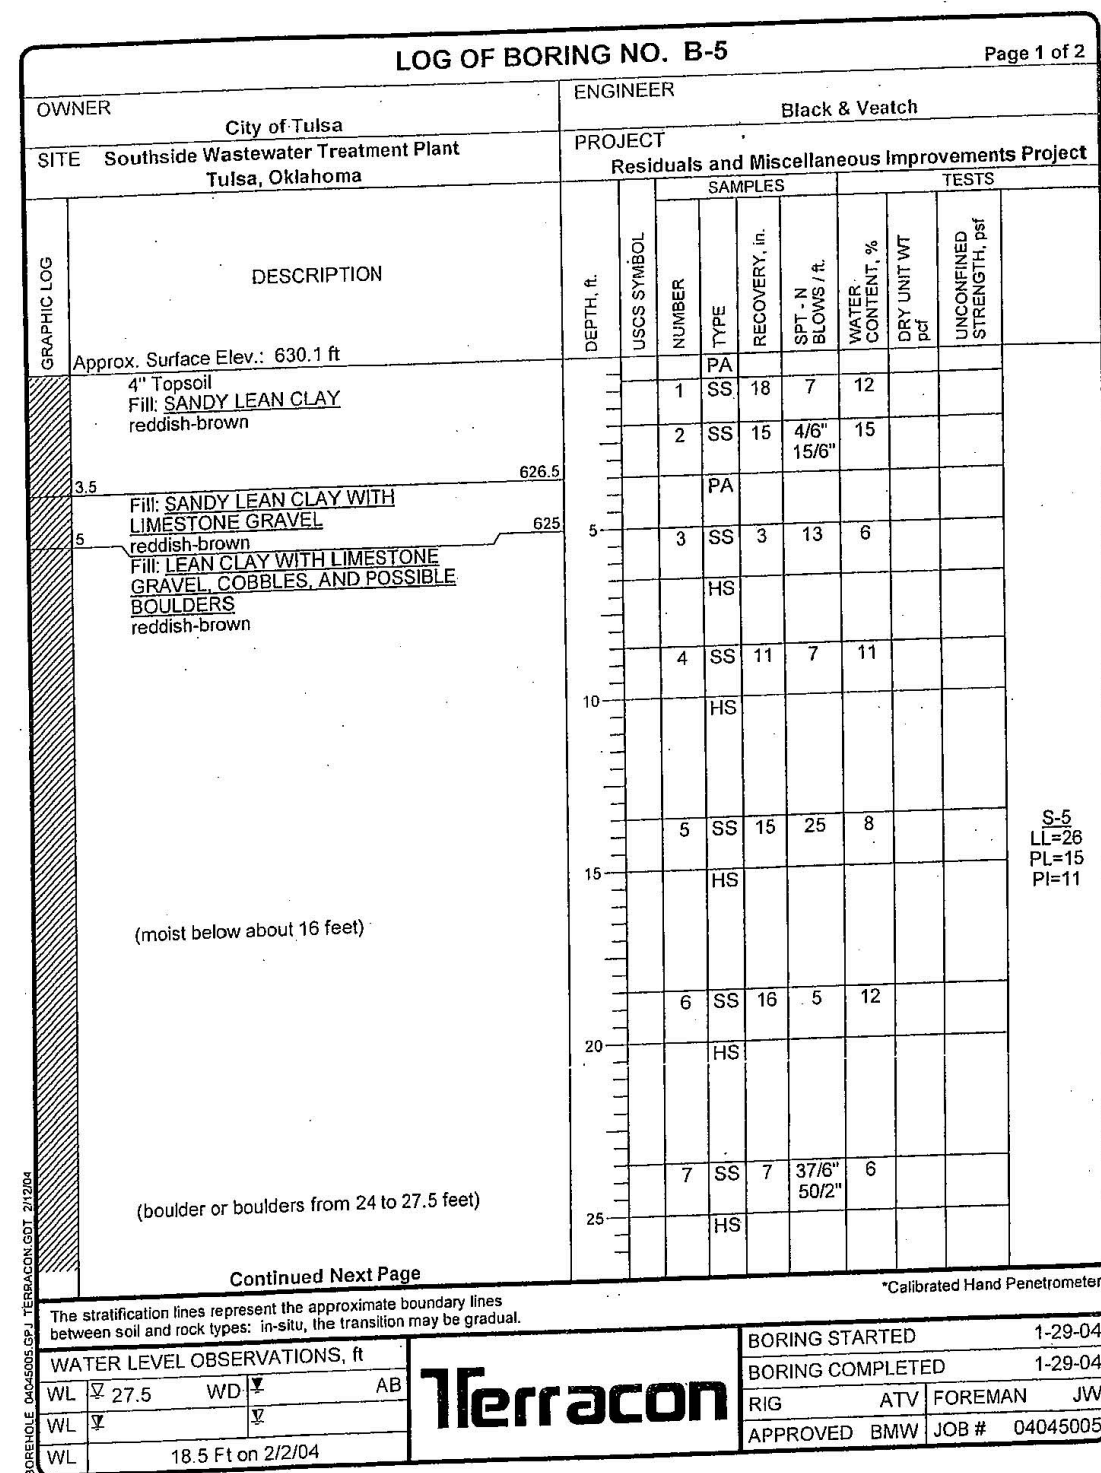 LOG OF BORING NO. B-5
Page 1 of 2
OWNER
City of Tulsa
ENGINEER
Black & Veatch
SITE Southside Wastewater Treatment Plant
Tulsa, Oklahoma
PROJECT
Residuals and Miscellaneous Improvements Project
SAMPLES
TESTS
GRAPHIC LOG
DESCRIPTION
DEPTH, ft.
USCS SYMBOL
NUMBER
TYPE
RECOVERY, in.
SPT - N
BLOWS / ft.
WATER
CONTENT, %
DRY UNIT WT
pcf
UNCONFINED
STRENGTH, psf
Approx. Surface Elev.: 630.1 ft
PA
4" Topsoil
Fill: SANDY LEAN CLAY
reddish-brown
1 SS 18 7 12
2 SS 15 4/6" 15
15/6"
3.5 626.5
PA
Fill: SANDY LEAN CLAY WITH
LIMESTONE GRAVEL
reddish-brown
5 625
5
3 SS 3 13 6
Fill: LEAN CLAY WITH LIMESTONE
GRAVEL, COBBLES, AND POSSIBLE
BOULDERS
reddish-brown
HS
4 SS 11 7 11
10
HS
5 SS 15 25 8
S-5
LL=26
PL=15
PI=11
15
HS
(moist below about 16 feet)
6 SS 16 5 12
20
HS
7 SS 7 37/6" 6
50/2"
(boulder or boulders from 24 to 27.5 feet)
25
HS
Continued Next Page
The stratification lines represent the approximate boundary lines
between soil and rock types: in-situ, the transition may be gradual.
*Calibrated Hand Penetrometer
WATER LEVEL OBSERVATIONS, ft
WL 27.5 WD AB
WL
WL 18.5 Ft on 2/2/04
Terracon
BORING STARTED 1-29-04
BORING COMPLETED 1-29-04
RIG ATV FOREMAN JW
APPROVED BMW JOB # 04045005
BOREHOLE 04045005.GPJ TERRACON.GDT 2/12/04